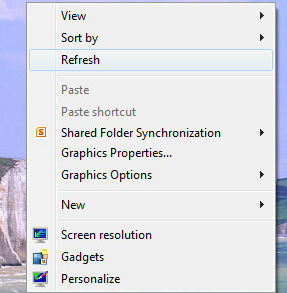 View
Sort by
Refresh
Paste
Paste shortcut
Shared Folder Synchronization
Graphics Properties...
Graphics Options
New
Screen resolution
Gadgets
Personalize